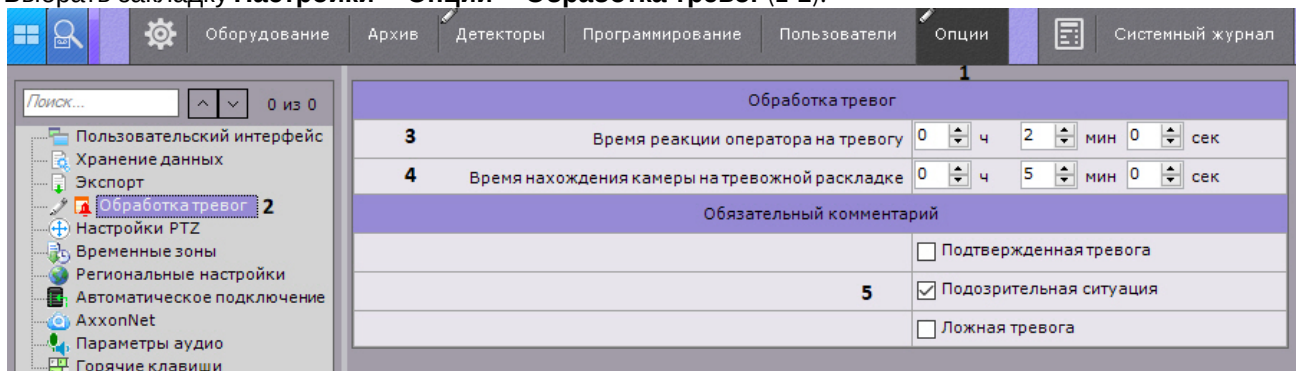 Выбрать закладку Настройки - Опции - Обработка тревог (1-2).
Оборудование Архив Детекторы Программирование Пользователи Опции Системный журнал
1
Поиск... 0 из 0
Пользовательский интерфейс
Хранение данных
Экспорт
Обработка тревог 2
Настройки PTZ
Временные зоны
Региональные настройки
Автоматическое подключение
AxxonNet
Параметры аудио
Горячие клавиши
Обработка тревог
3 Время реакции оператора на тревогу 0 ч 2 мин 0 сек
4 Время нахождения камеры на тревожной раскладке 0 ч 5 мин 0 сек
Обязательный комментарий
Подтвержденная тревога
5 Подозрительная ситуация
Ложная тревога